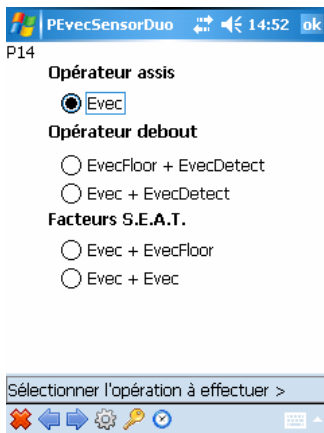 PEvecSensorDuo 14:52 ok
P14
Opérateur assis
Evec
Opérateur debout
EvecFloor + EvecDetect
Evec + EvecDetect
Facteurs S.E.A.T.
Evec + EvecFloor
Evec + Evec
Sélectionner l'opération à effectuer >